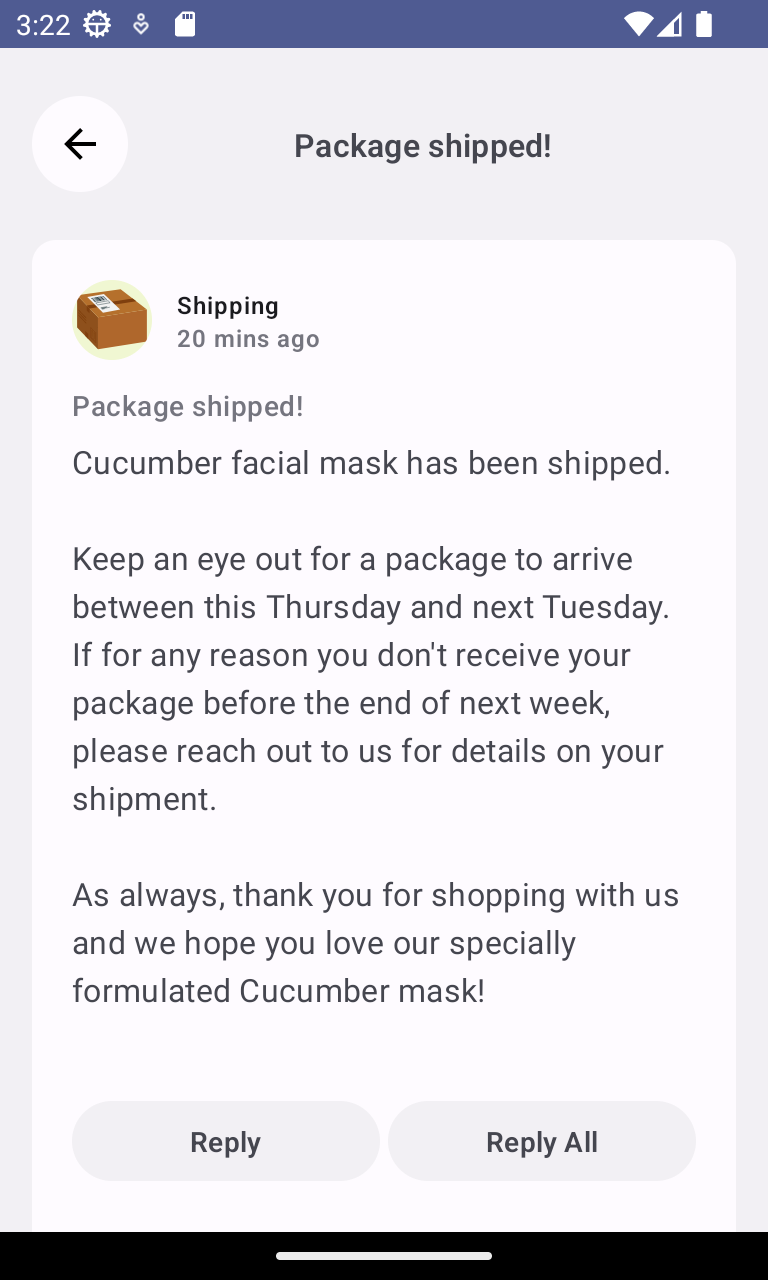 3:22
Package shipped!
Shipping
20 mins ago
Package shipped!
Cucumber facial mask has been shipped.
Keep an eye out for a package to arrive
between this Thursday and next Tuesday.
If for any reason you don't receive your
package before the end of next week,
please reach out to us for details on your
shipment.
As always, thank you for shopping with us
and we hope you love our specially
formulated Cucumber mask!
Reply
Reply All